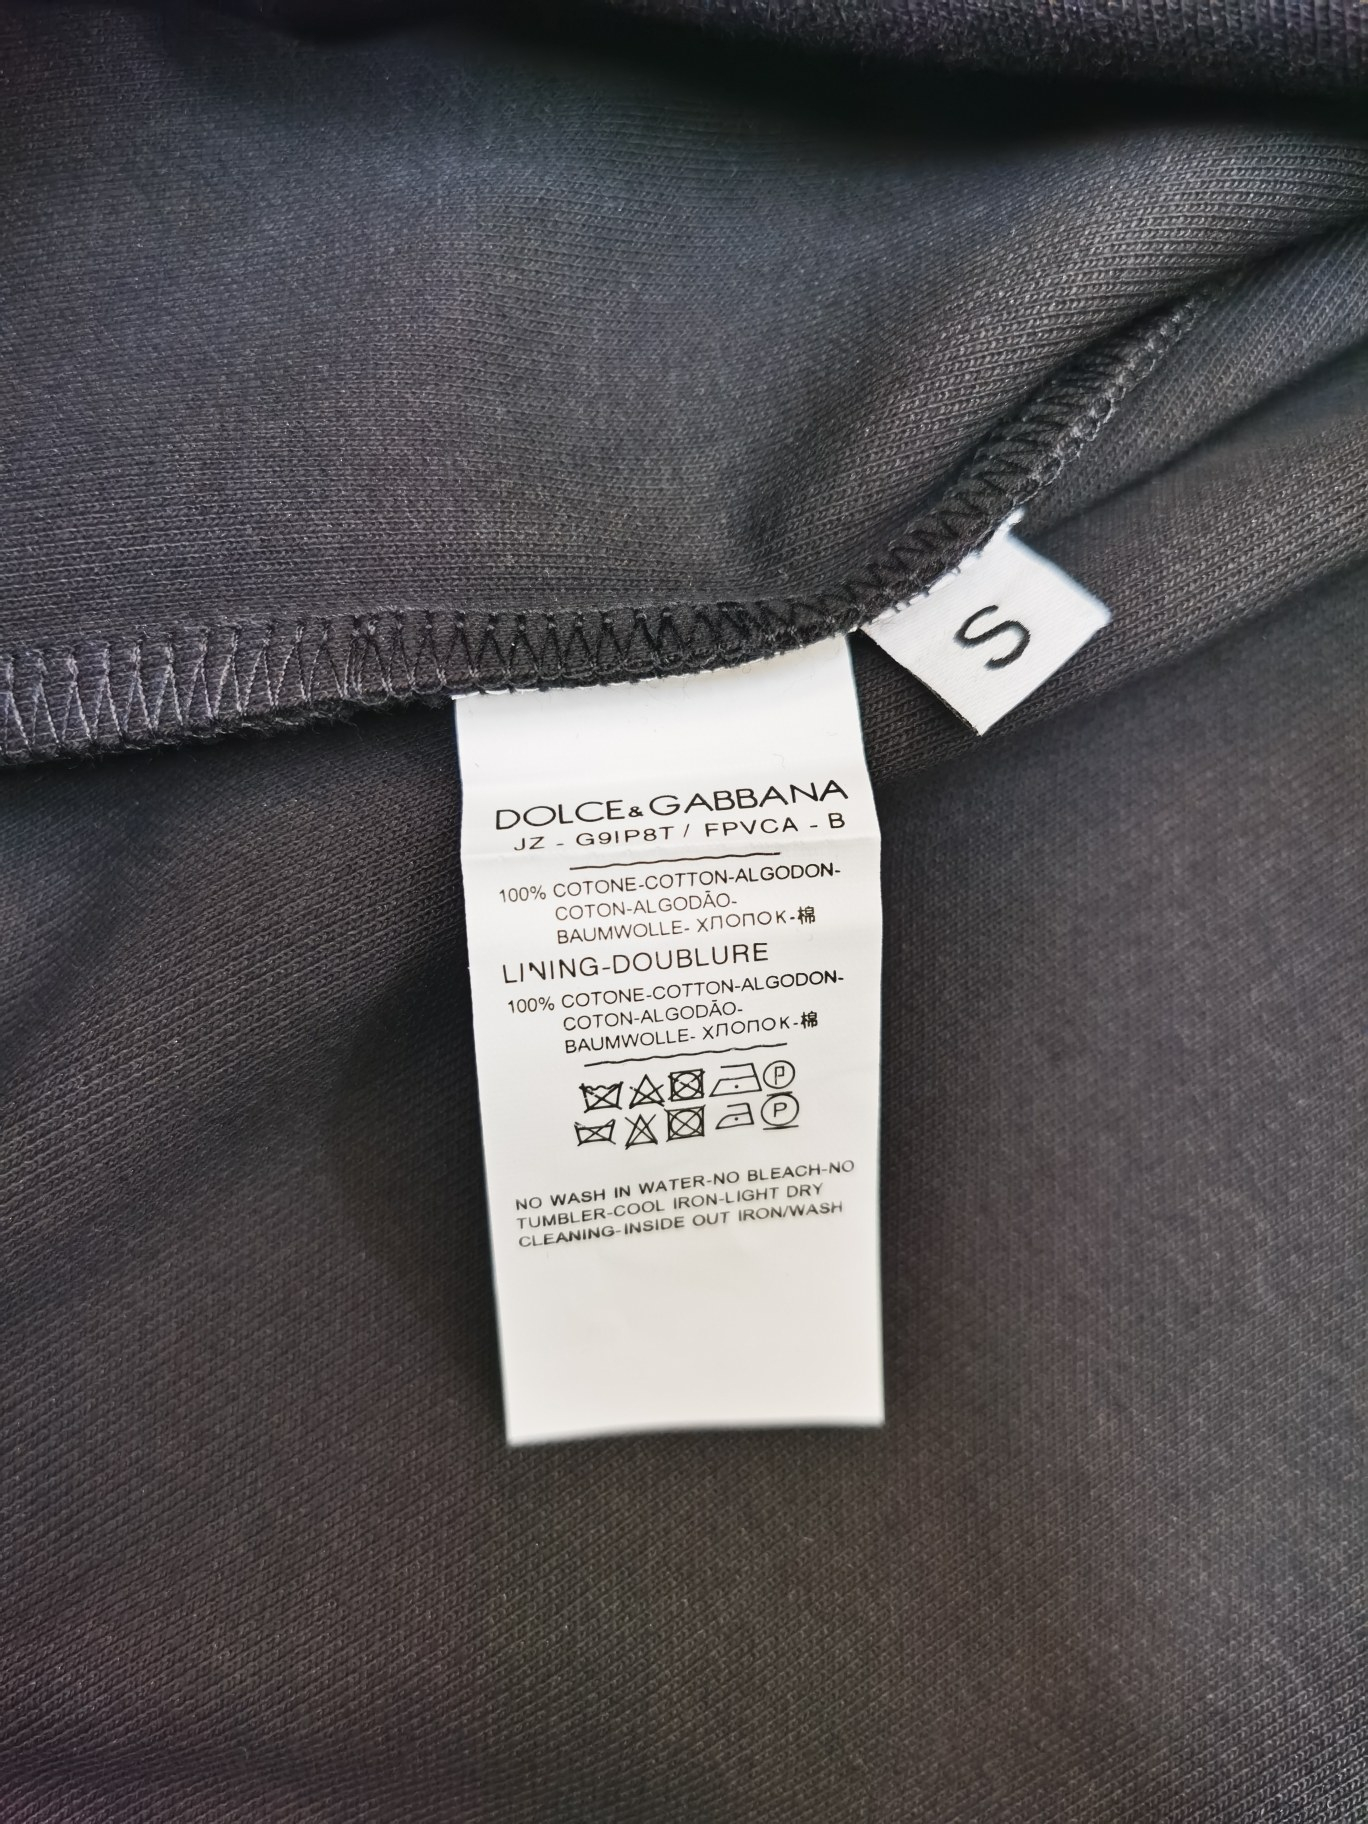 S
DOLCE&GABBANA
JZ - G9IP8T / FPVCA - B
100% COTONE-COTTON-ALGODON-
COTON-ALGODÃO-
BAUMWOLLE- ХЛОПОК-棉
LINING-DOUBLURE
100% COTONE-COTTON-ALGODON-
COTON-ALGODÃO-
BAUMWOLLE- ХЛОПОК-棉
P
P
NO WASH IN WATER-NO BLEACH-NO
TUMBLER-COOL IRON-LIGHT DRY
CLEANING-INSIDE OUT IRON/WASH